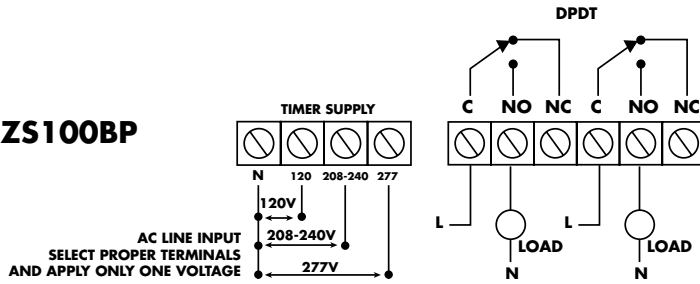 DPDT
C NO NC C NO NC
TIMER SUPPLY
ZS100BP
N 120 208-240 277
120V
AC LINE INPUT 208-240V
SELECT PROPER TERMINALS
AND APPLY ONLY ONE VOLTAGE 277V
L L
LOAD LOAD
N N